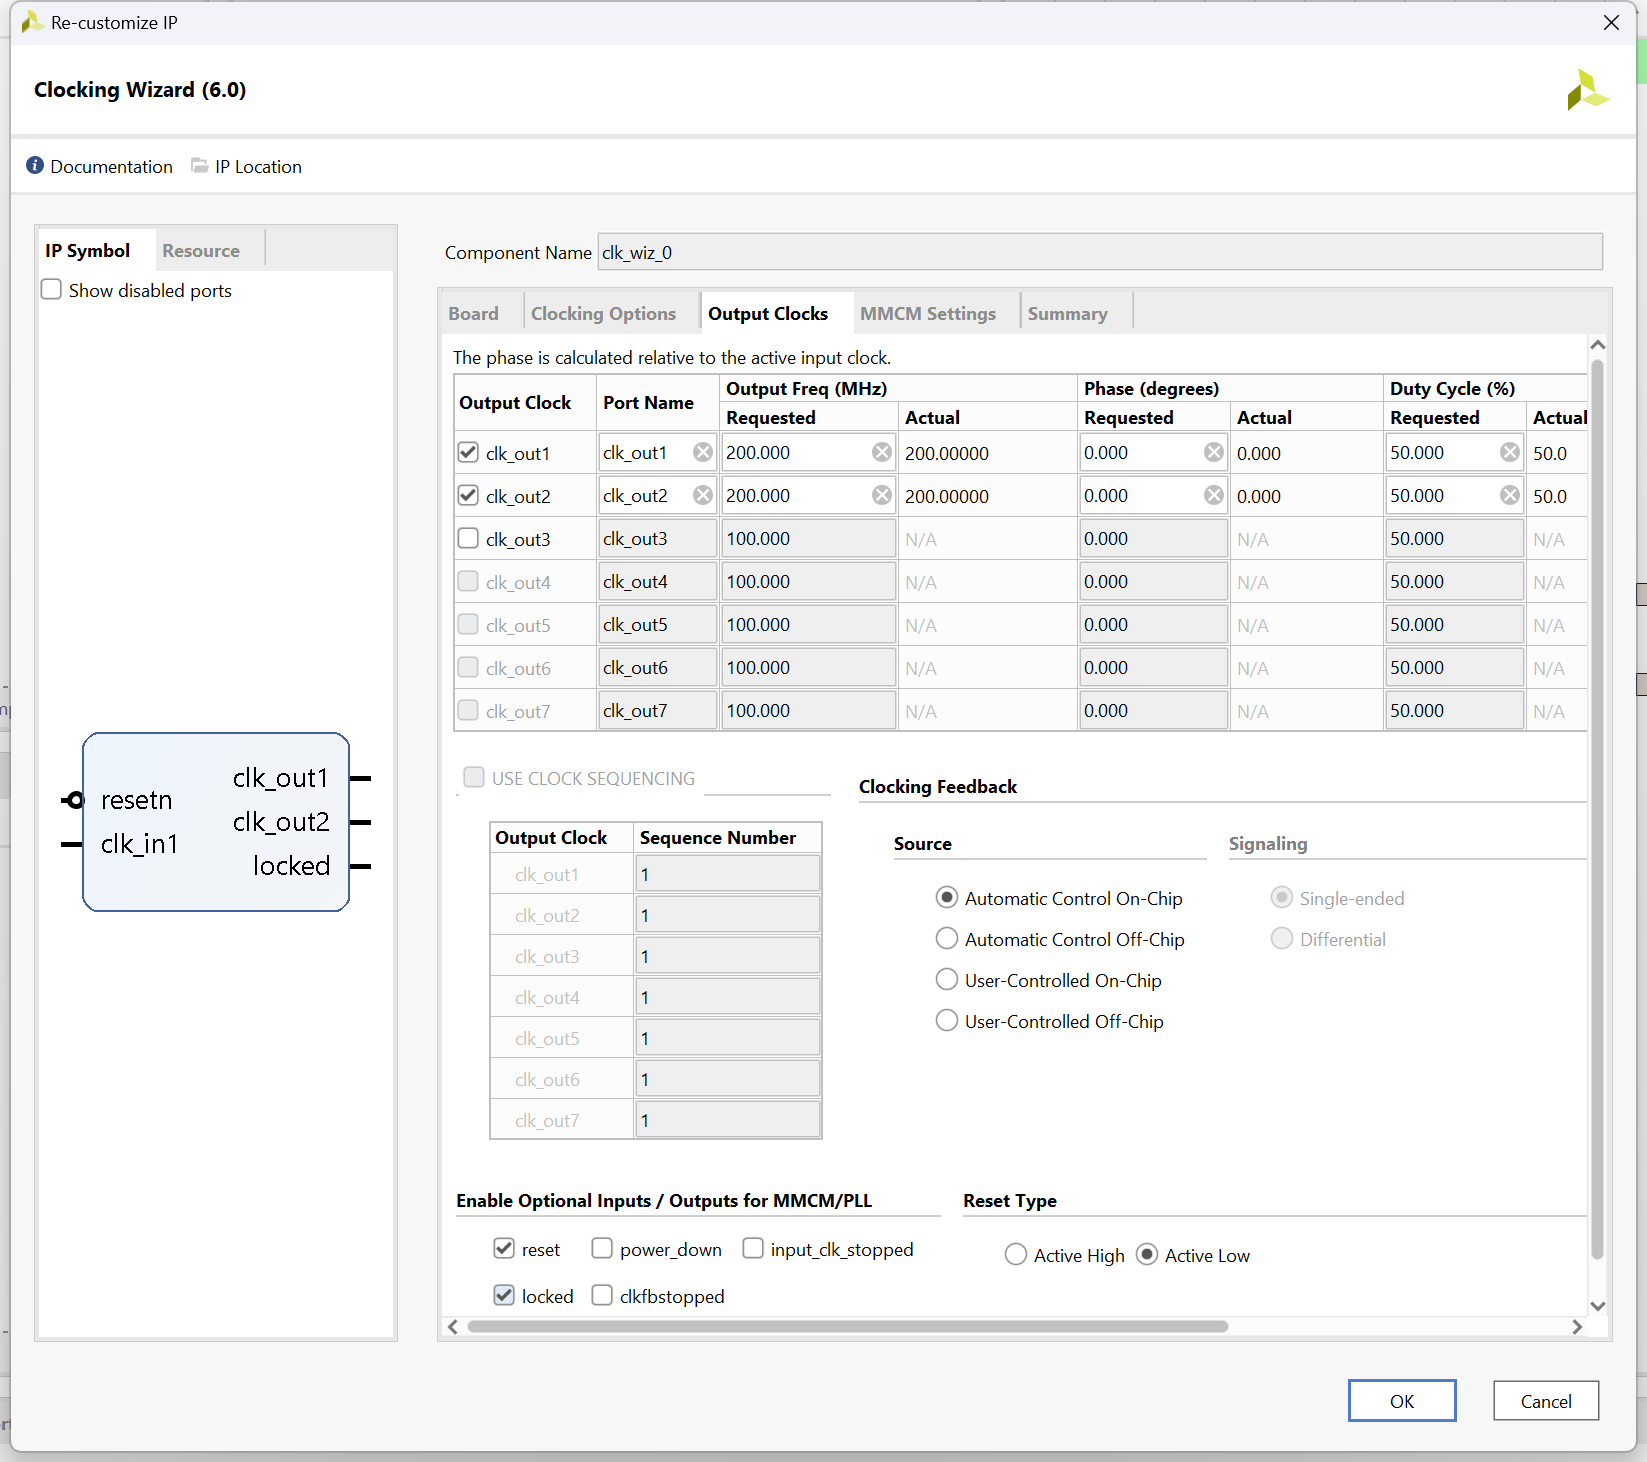 Re-customize IP
Clocking Wizard (6.0)
Documentation IP Location
IP Symbol Resource
Show disabled ports
resetn
clk_in1
clk_out1
clk_out2
locked
Component Name clk_wiz_0
Board Clocking Options Output Clocks MMCM Settings Summary
The phase is calculated relative to the active input clock.
Output Clock Port Name Output Freq (MHz) Phase (degrees) Duty Cycle (%)
Requested Actual Requested Actual Requested Actual
clk_out1 clk_out1 200.000 200.00000 0.000 0.000 50.000 50.0
clk_out2 clk_out2 200.000 200.00000 0.000 0.000 50.000 50.0
clk_out3 clk_out3 100.000 N/A 0.000 N/A 50.000 N/A
clk_out4 clk_out4 100.000 N/A 0.000 N/A 50.000 N/A
clk_out5 clk_out5 100.000 N/A 0.000 N/A 50.000 N/A
clk_out6 clk_out6 100.000 N/A 0.000 N/A 50.000 N/A
clk_out7 clk_out7 100.000 N/A 0.000 N/A 50.000 N/A
USE CLOCK SEQUENCING
Output Clock Sequence Number
clk_out1 1
clk_out2 1
clk_out3 1
clk_out4 1
clk_out5 1
clk_out6 1
clk_out7 1
Clocking Feedback
Source
Automatic Control On-Chip
Automatic Control Off-Chip
User-Controlled On-Chip
User-Controlled Off-Chip
Signaling
Single-ended
Differential
Enable Optional Inputs / Outputs for MMCM/PLL
reset power_down input_clk_stopped
locked clkfbstopped
Reset Type
Active High Active Low
OK Cancel